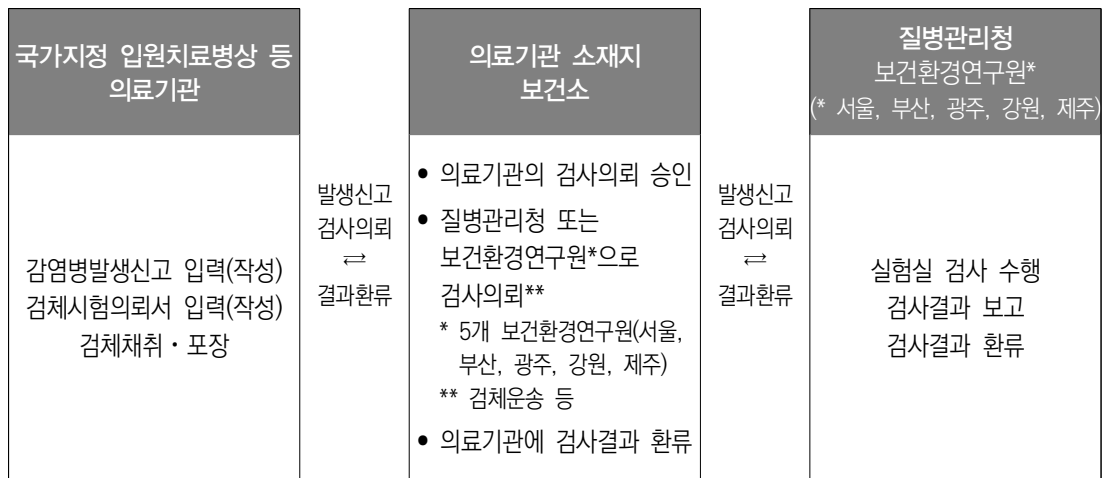 국가지정 입원치료병상 등
의료기관
감염병발생신고 입력(작성)
검체시험의뢰서 입력(작성)
검체채취·포장
발생신고
검사의뢰
⇄
결과환류
의료기관 소재지
보건소
• 의료기관의 검사의뢰 승인
• 질병관리청 또는
보건환경연구원*으로
검사의뢰**
* 5개 보건환경연구원(서울,
부산, 광주, 강원, 제주)
** 검체운송 등
• 의료기관에 검사결과 환류
발생신고
검사의뢰
⇄
결과환류
질병관리청
보건환경연구원*
(* 서울, 부산, 광주, 강원, 제주)
실험실 검사 수행
검사결과 보고
검사결과 환류